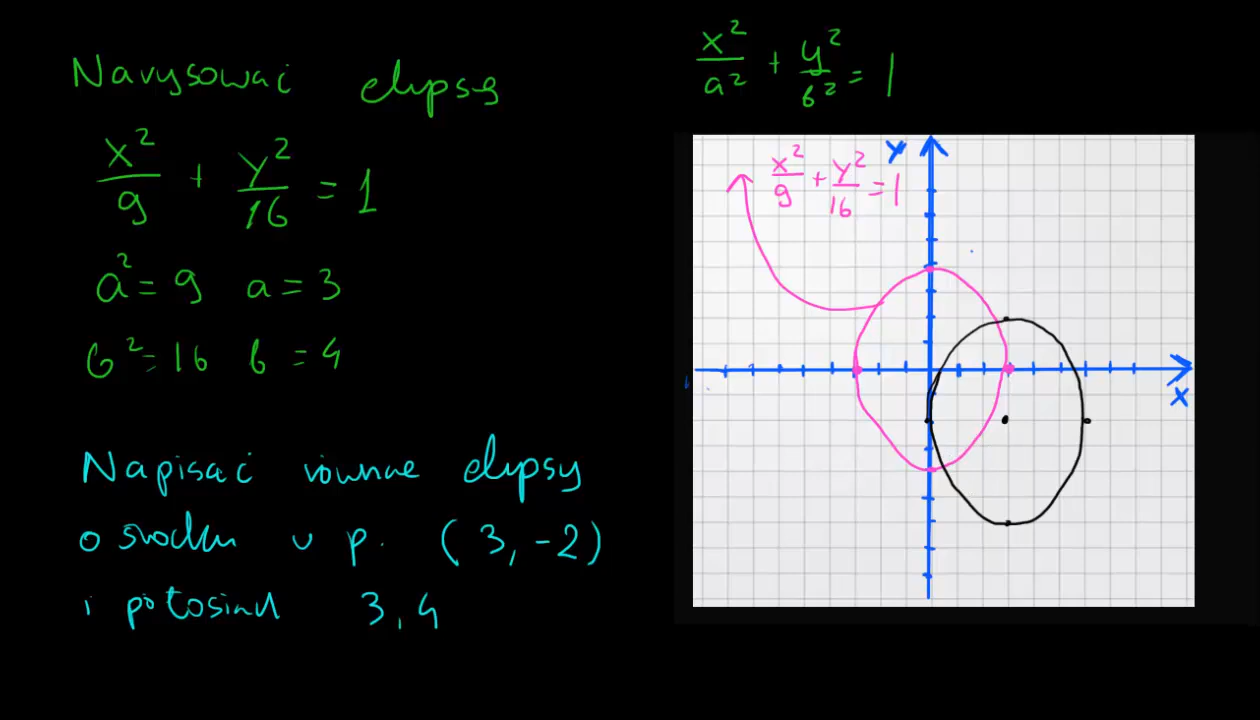 Narysować elipsę
x²/9 + y²/16 = 1
a² = 9 a = 3
b² = 16 b = 4
Napisać równanie elipsy
o środku w p. (3, -2)
i półosiach 3, 4
x²/a² + y²/b² = 1
y
x²/9 + y²/16 = 1
x